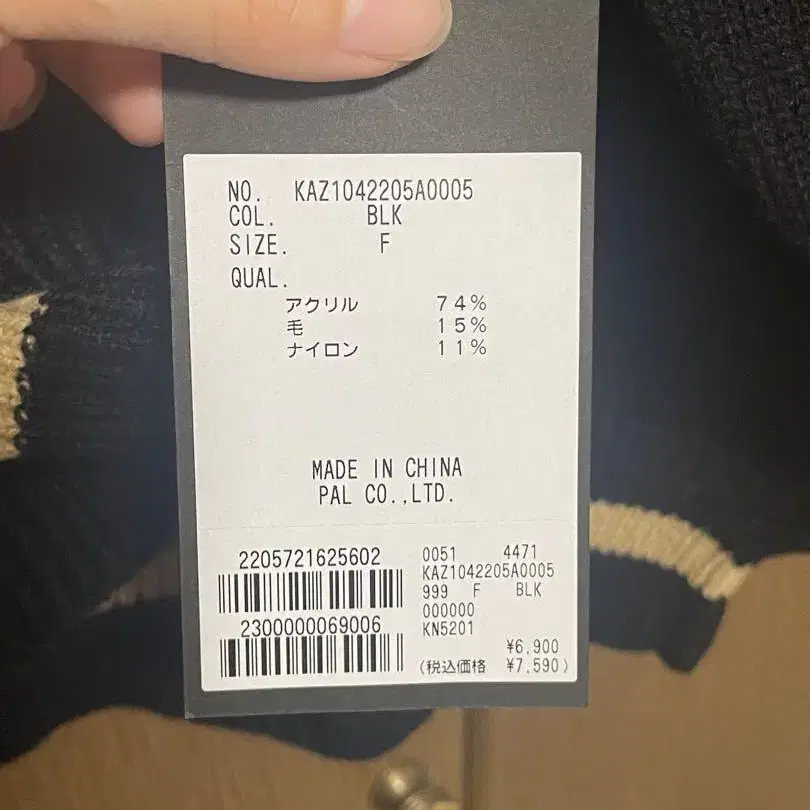 NO. KAZ1042205A0005
COL. BLK
SIZE. F
QUAL.
アクリル 74%
毛 15%
ナイロン 11%
MADE IN CHINA
PAL CO.,LTD.
2205721625602
2300000069006
0051 4471
KAZ1042205A0005
999 F BLK
000000
KN5201
¥6,900
(税込価格 ¥7,590)